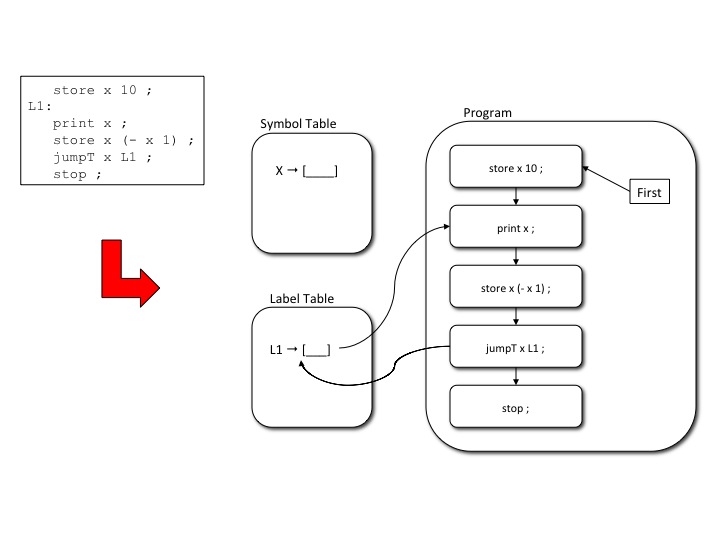 store x 10 ;
L1:
print x ;
store x (- x 1) ;
jumpT x L1 ;
stop ;
Symbol Table
X → [____]
Label Table
L1 → [___]
Program
store x 10 ;
First
print x ;
store x (- x 1) ;
jumpT x L1 ;
stop ;